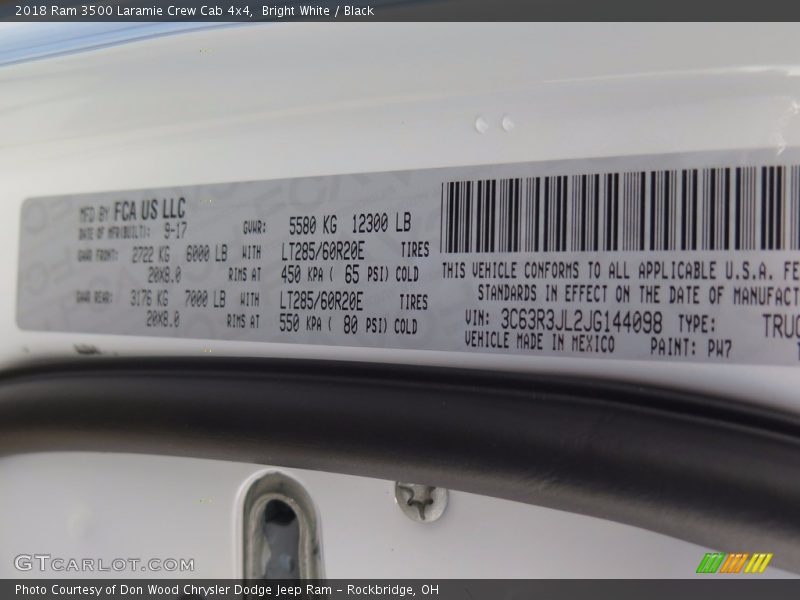 2018 Ram 3500 Laramie Crew Cab 4x4,  Bright White / Black
MFD BY FCA US LLC
DATE OF MFR(BUILT): 9-17 GVWR: 5580 KG 12300 LB
GAWR FRONT: 2722 KG 6000 LB WITH LT285/60R20E TIRES
20X8.0 RIMS AT 450 KPA ( 65 PSI) COLD
GAWR REAR: 3176 KG 7000 LB WITH LT285/60R20E TIRES
20X8.0 RIMS AT 550 KPA ( 80 PSI) COLD
THIS VEHICLE CONFORMS TO ALL APPLICABLE U.S.A. FE
STANDARDS IN EFFECT ON THE DATE OF MANUFACT
VIN: 3C63R3JL2JG144098 TYPE: TRUC
VEHICLE MADE IN MEXICO PAINT: PW7
GTCARLOT.COM
Photo Courtesy of Don Wood Chrysler Dodge Jeep Ram – Rockbridge, OH